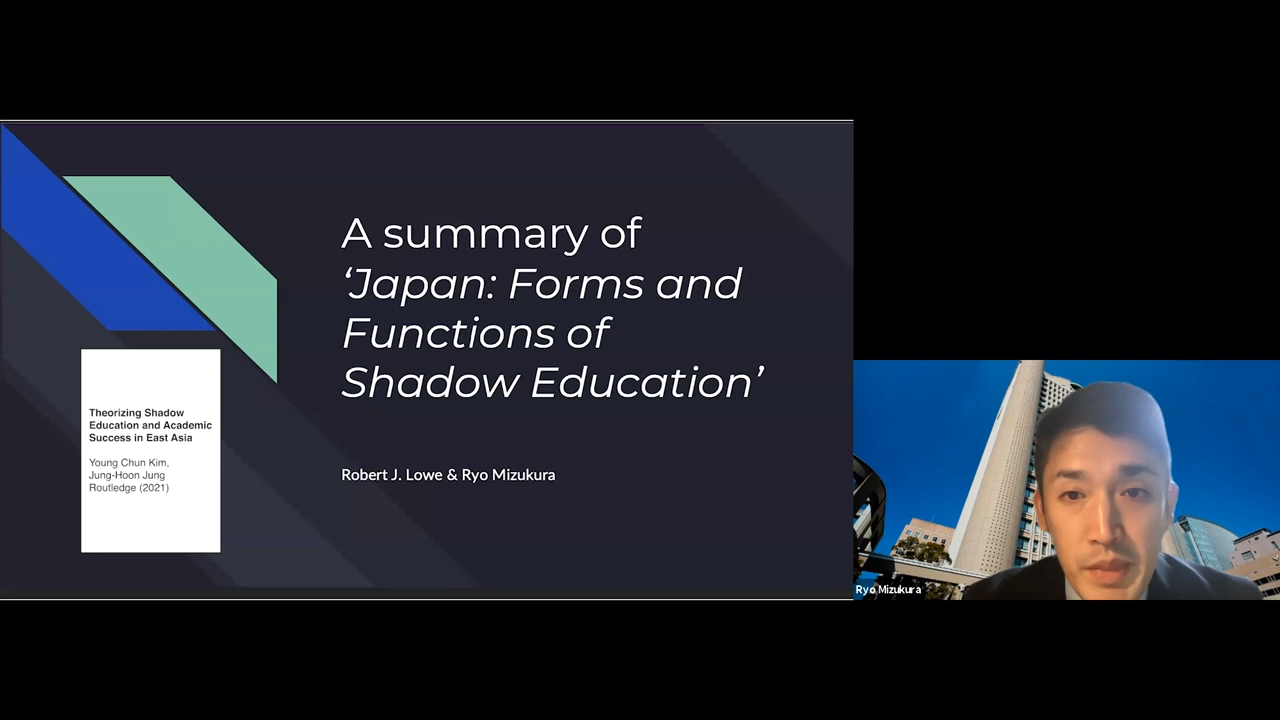 A summary of
‘Japan: Forms and
Functions of
Shadow Education’
Robert J. Lowe & Ryo Mizukura
Theorizing Shadow
Education and Academic
Success in East Asia
Young Chun Kim,
Jung-Hoon Jung
Routledge (2021)
Ryo Mizukura